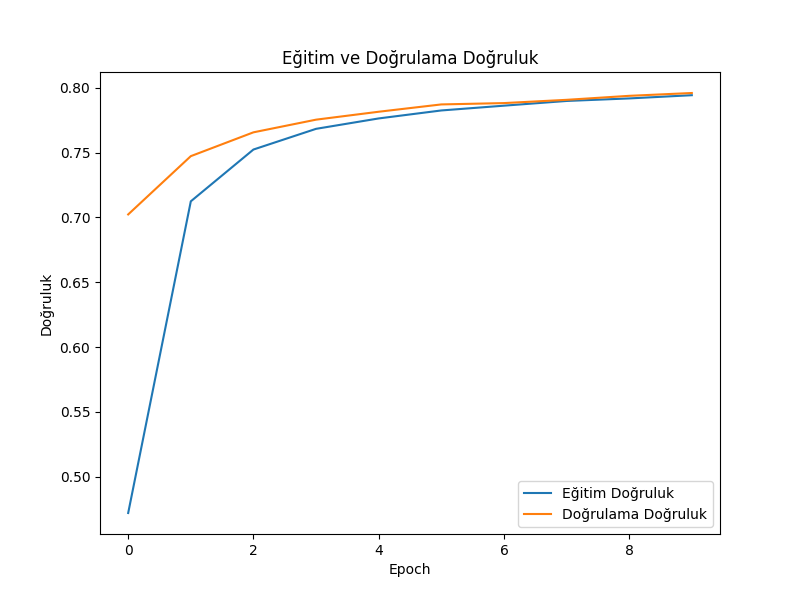 Eğitim ve Doğrulama Doğruluk
0.80
0.75
0.70
0.65
0.60
0.55
0.50
Doğruluk
0 2 4 6 8
Epoch
Eğitim Doğruluk
Doğrulama Doğruluk